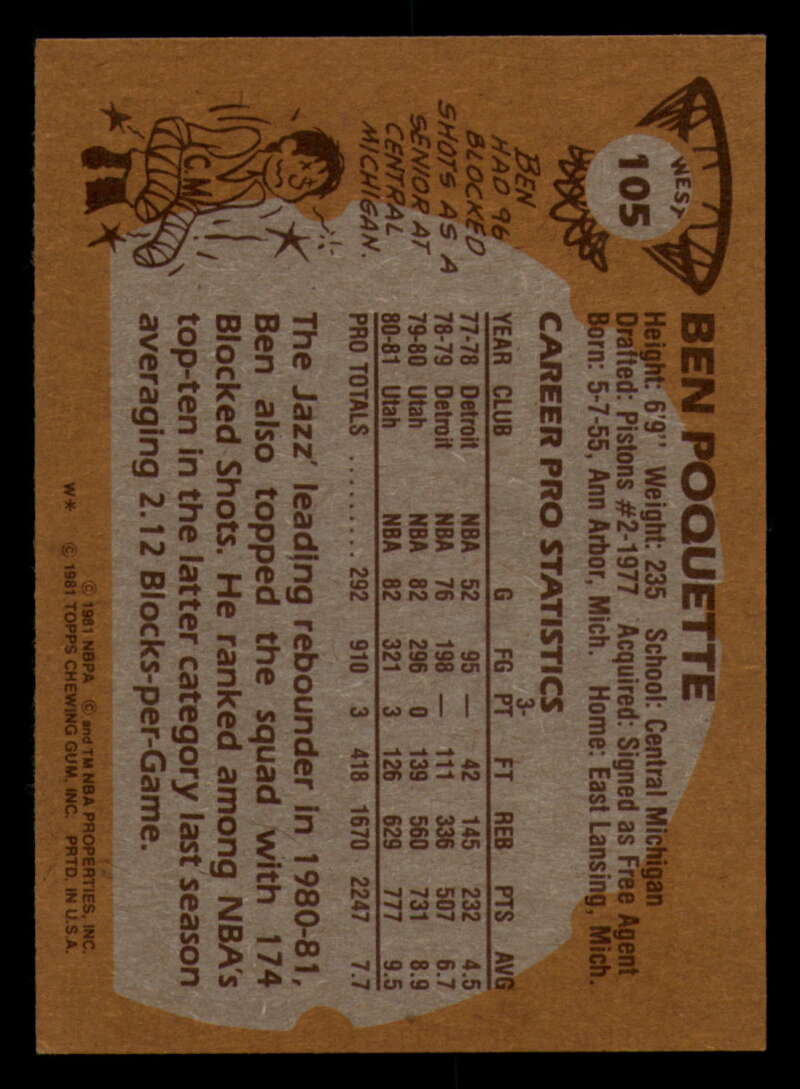 WEST
105
BEN POQUETTE
Height: 6'9" Weight: 235 School: Central Michigan
Drafted: Pistons #2-1977 Acquired: Signed as Free Agent
Born: 5-7-55, Ann Arbor, Mich. Home: East Lansing, Mich.
BEN
HAD 96
BLOCKED
SHOTS AS A
SENIOR AT
CENTRAL
MICHIGAN.
C.M
CAREER PRO STATISTICS
3-
YEAR CLUB G FG PT FT REB PTS AVG
77-78 Detroit NBA 52 95 — 42 145 232 4.5
78-79 Detroit NBA 76 198 — 111 336 507 6.7
79-80 Utah NBA 82 296 0 139 560 731 8.9
80-81 Utah NBA 82 321 3 126 629 777 9.5
PRO TOTALS ......... 292 910 3 418 1670 2247 7.7
The Jazz' leading rebounder in 1980-81,
Ben also topped the squad with 174
Blocked Shots. He ranked among NBA's
top-ten in the latter category last season
averaging 2.12 Blocks-per-Game.
© 1981 NBPA © and TM NBA PROPERTIES, INC.
W* © 1981 TOPPS CHEWING GUM, INC. PRTD. IN U.S.A.